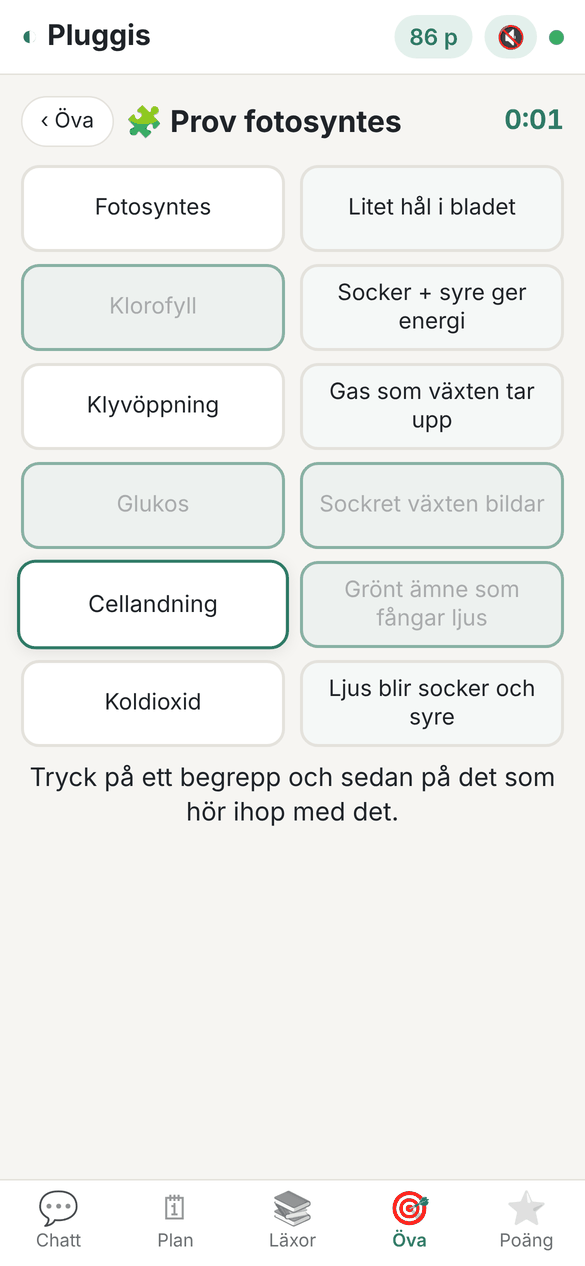 Pluggis
86 p
‹ Öva
Prov fotosyntes
0:01
Fotosyntes
Litet hål i bladet
Klorofyll
Socker + syre ger
energi
Klyvöppning
Gas som växten tar
upp
Glukos
Sockret växten bildar
Cellandning
Grönt ämne som
fångar ljus
Koldioxid
Ljus blir socker och
syre
Tryck på ett begrepp och sedan på det som
hör ihop med det.
1
Chatt
Plan
Läxor
Öva
Poäng